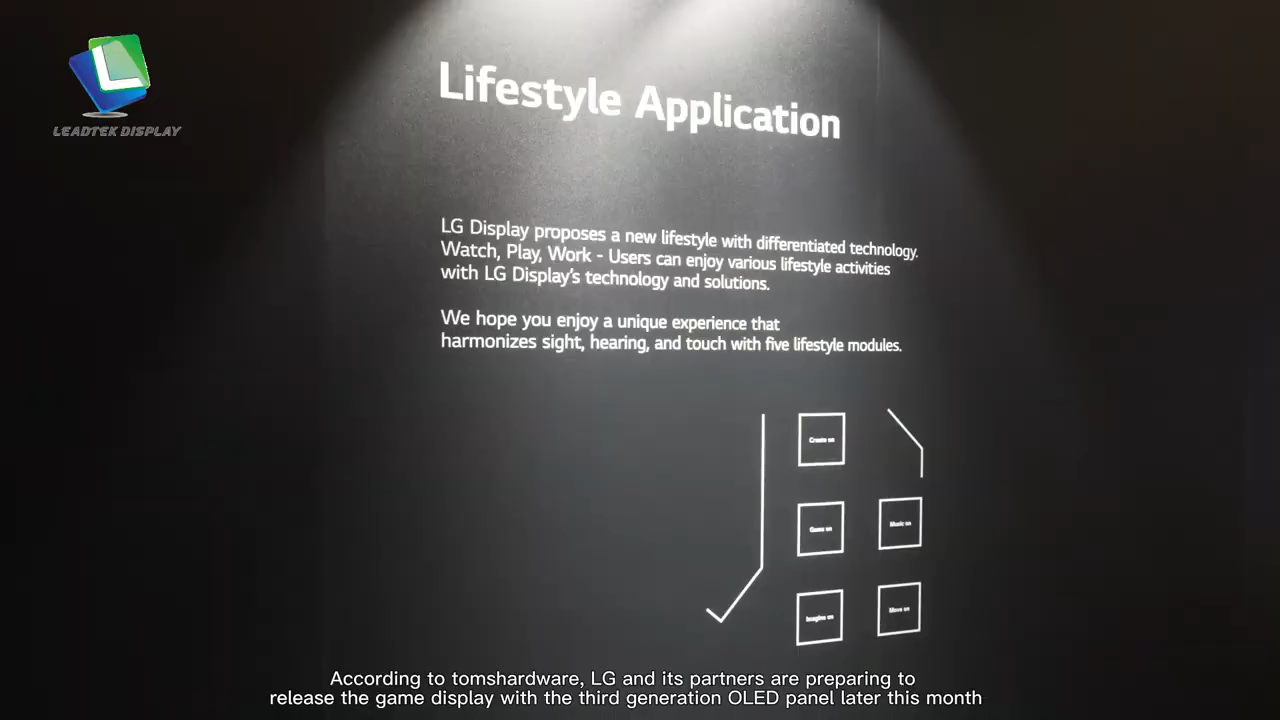 LEADTEK DISPLAY
Lifestyle Application
LG Display proposes a new lifestyle with differentiated technology.
Watch, Play, Work - Users can enjoy various lifestyle activities
with LG Display's technology and solutions.
We hope you enjoy a unique experience that
harmonizes sight, hearing, and touch with five lifestyle modules.
Create on
Game on
Music on
Imagine on
Move on
According to tomshardware, LG and its partners are preparing to
release the game display with the third generation OLED panel later this month